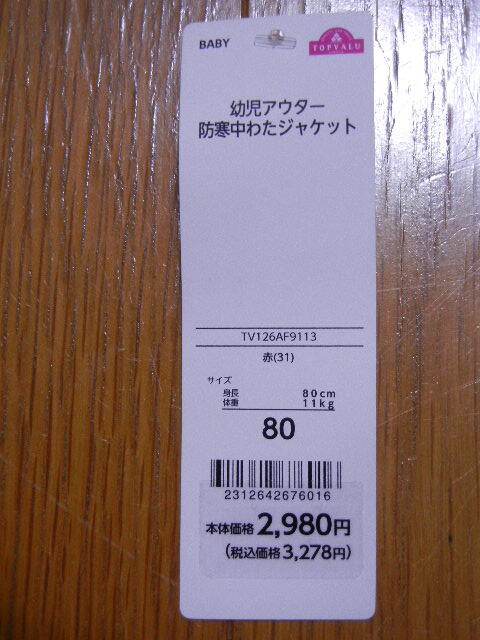 BABY
TOPVALU
幼児アウター
防寒中わたジャケット
TV126AF9113
赤(31)
サイズ
身長 80cm
体重 11kg
80
2312642676016
本体価格2,980円
(税込価格3,278円)